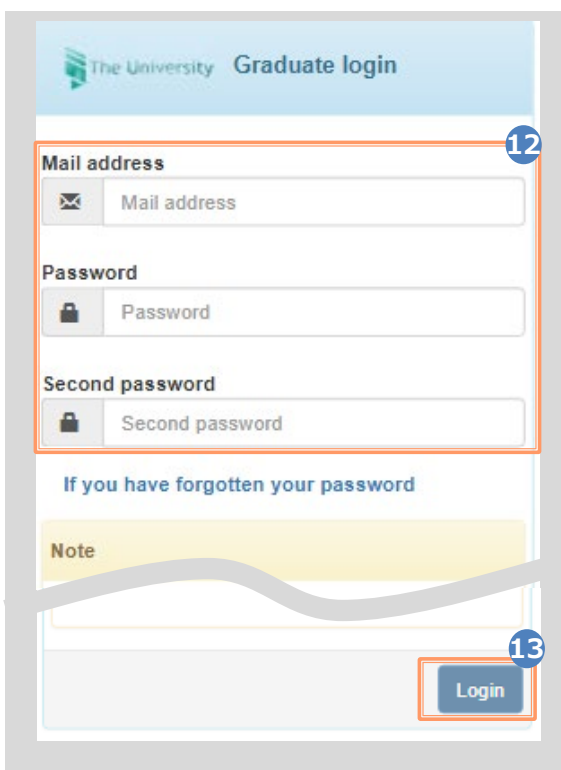 The University Graduate login
12
Mail address
Mail address
Password
Password
Second password
Second password
If you have forgotten your password
Note
13
Login